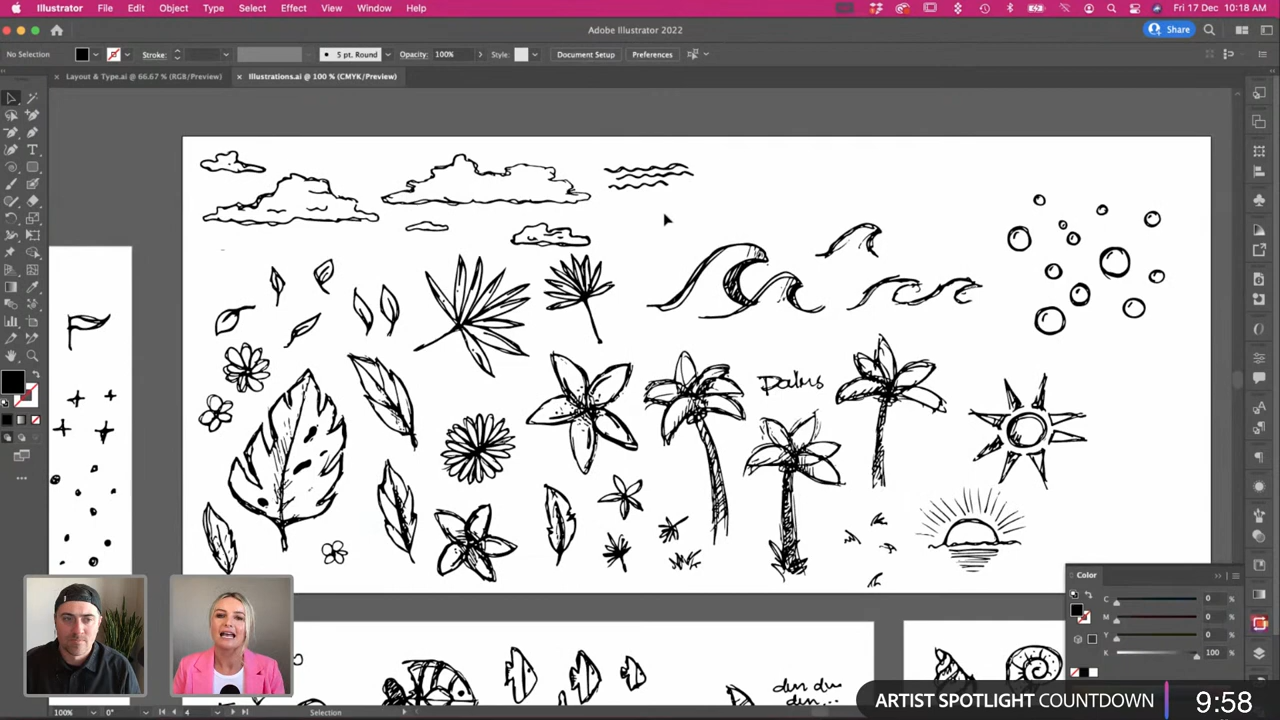 Illustrator File Edit Object Type Select Effect View Window Help Fri 17 Dec 10:18 AM
Adobe Illustrator 2022 Share
No Selection Stroke: 5 pt. Round Opacity: 100% Style: Document Setup Preferences
× Layout & Type.ai @ 66.67 % (RGB/Preview) × Illustrations.ai @ 100 % (CMYK/Preview)
palms
Color
C 0 %
M 0 %
Y 0 %
K 100 %
dun dun
dun...
ARTIST SPOTLIGHT COUNTDOWN 9:58
100% 0° 4 Selection